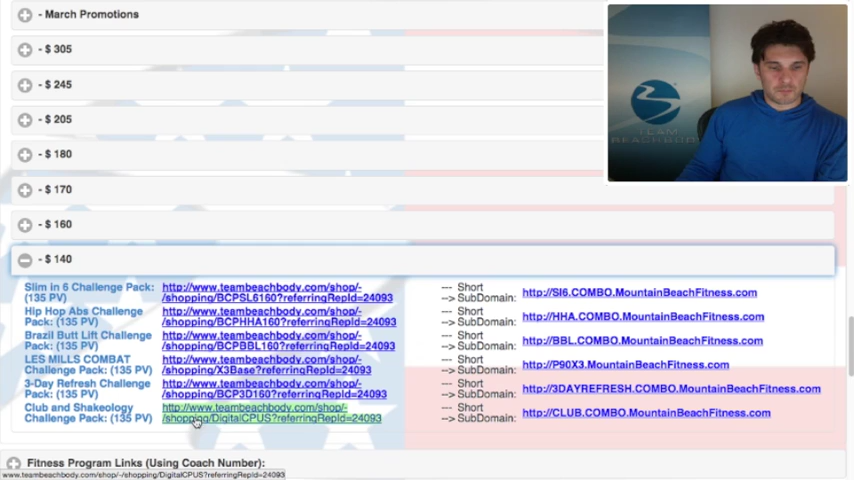 - March Promotions
- $ 305
- $ 245
- $ 205
- $ 180
- $ 170
- $ 160
- $ 140
Slim in 6 Challenge Pack: http://www.teambeachbody.com/shop/- --- Short
(135 PV) /shopping/BCPSL6160?referringRepId=24093 --> SubDomain: http://SI6.COMBO.MountainBeachFitness.com
Hip Hop Abs Challenge http://www.teambeachbody.com/shop/- --- Short
Pack: (135 PV) /shopping/BCPHHA160?referringRepId=24093 --> SubDomain: http://HHA.COMBO.MountainBeachFitness.com
Brazil Butt Lift Challenge http://www.teambeachbody.com/shop/- --- Short
Pack: (135 PV) /shopping/BCPBBL160?referringRepId=24093 --> SubDomain: http://BBL.COMBO.MountainBeachFitness.com
LES MILLS COMBAT http://www.teambeachbody.com/shop/- --- Short
Challenge Pack: (135 PV) /shopping/X3Base?referringRepId=24093 --> SubDomain: http://P90X3.MountainBeachFitness.com
3-Day Refresh Challenge http://www.teambeachbody.com/shop/- --- Short
Pack: (135 PV) /shopping/BCP3D160?referringRepId=24093 --> SubDomain: http://3DAYREFRESH.COMBO.MountainBeachFitness.com
Club and Shakeology http://www.teambeachbody.com/shop/- --- Short
Challenge Pack: (135 PV) /shopping/DigitalCPUS?referringRepId=24093 --> SubDomain: http://CLUB.COMBO.MountainBeachFitness.com
Fitness Program Links (Using Coach Number):
www.teambeachbody.com/shop/-/shopping/DigitalCPUS?referringRepId=24093
TEAM
BEACHBODY